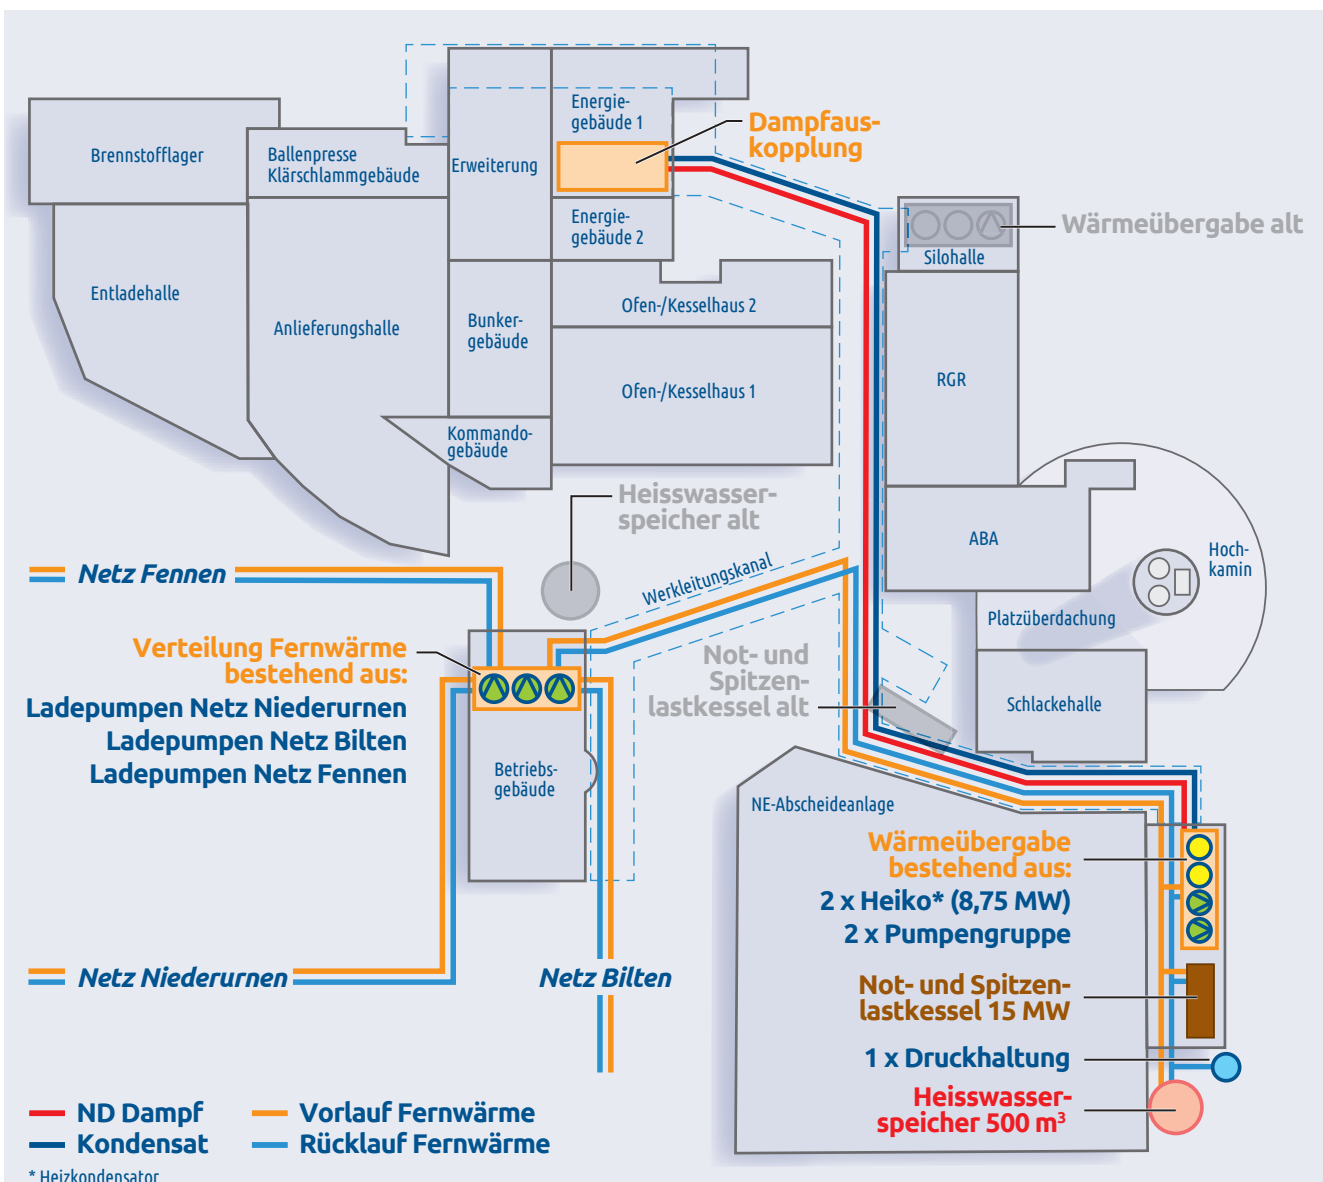 Energie-
gebäude 1
Dampfaus-
kopplung
Brennstofflager
Ballenpresse
Klärschlammgebäude
Erweiterung
Energie-
gebäude 2
Wärmeübergabe alt
Silohalle
Entladehalle
Anlieferungshalle
Bunker-
gebäude
Ofen-/Kesselhaus 2
Ofen-/Kesselhaus 1
RGR
Kommando-
gebäude
Heisswasser-
speicher alt
ABA
Hoch-
kamin
Netz Fennen
Werkleitungskanal
Platzüberdachung
Verteilung Fernwärme
bestehend aus:
Ladepumpen Netz Niederurnen
Ladepumpen Netz Bilten
Ladepumpen Netz Fennen
Not- und
Spitzen-
lastkessel alt
Schlackehalle
Betriebs-
gebäude
NE-Abscheideanlage
Wärmeübergabe
bestehend aus:
2 x Heiko* (8,75 MW)
2 x Pumpengruppe
Netz Niederurnen
Netz Bilten
Not- und Spitzen-
lastkessel 15 MW
1 x Druckhaltung
Heisswasser-
speicher 500 m³
ND Dampf
Vorlauf Fernwärme
Kondensat
Rücklauf Fernwärme
* Heizkondensator